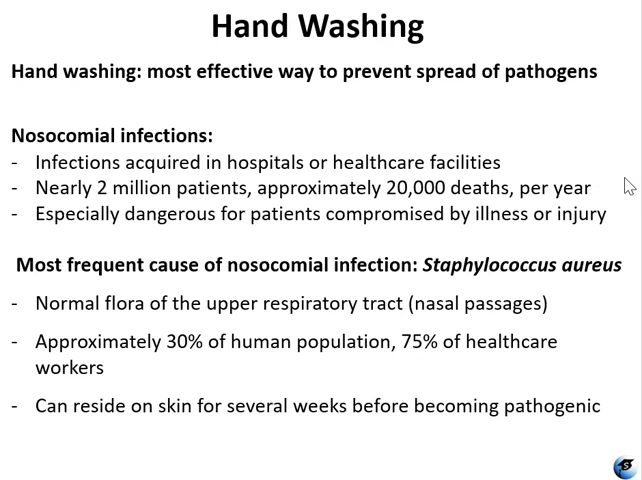 Hand Washing
Hand washing: most effective way to prevent spread of pathogens
Nosocomial infections:
- Infections acquired in hospitals or healthcare facilities
- Nearly 2 million patients, approximately 20,000 deaths, per year
- Especially dangerous for patients compromised by illness or injury
Most frequent cause of nosocomial infection: Staphylococcus aureus
- Normal flora of the upper respiratory tract (nasal passages)
- Approximately 30% of human population, 75% of healthcare
workers
- Can reside on skin for several weeks before becoming pathogenic
S